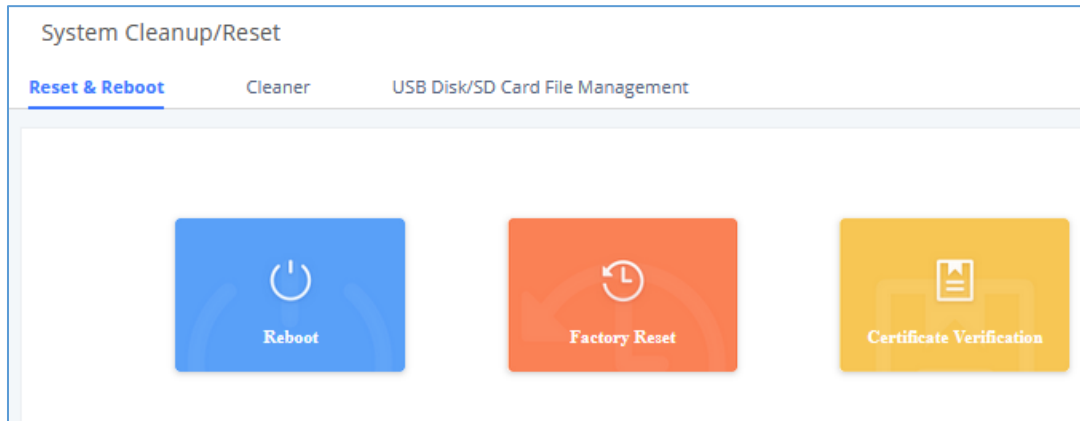 System Cleanup/Reset
Reset & Reboot Cleaner USB Disk/SD Card File Management
Reboot Factory Reset Certificate Verification